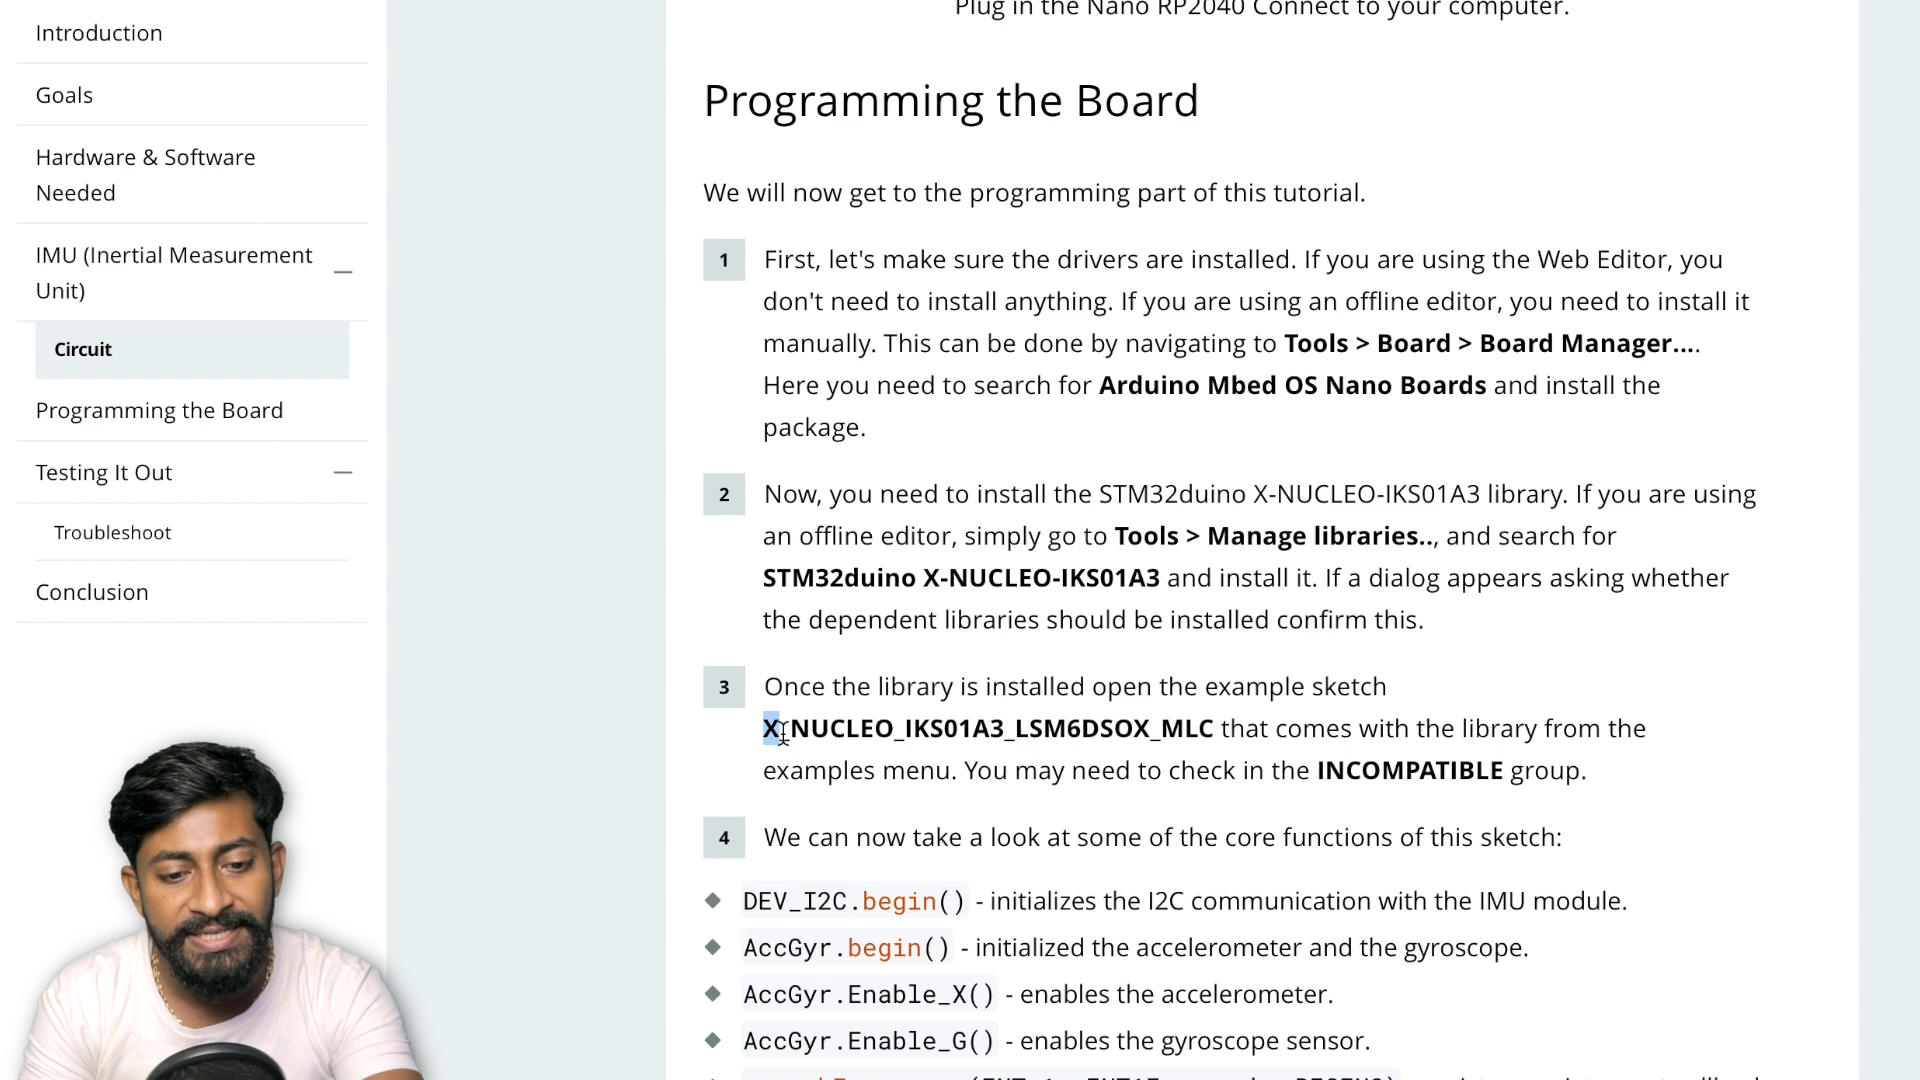 Introduction
Goals
Hardware & Software
Needed
IMU (Inertial Measurement
Unit)
Circuit
Programming the Board
Testing It Out
Troubleshoot
Conclusion
Plug in the Nano RP2040 Connect to your computer.
Programming the Board
We will now get to the programming part of this tutorial.
1 First, let's make sure the drivers are installed. If you are using the Web Editor, you
don't need to install anything. If you are using an offline editor, you need to install it
manually. This can be done by navigating to Tools > Board > Board Manager....
Here you need to search for Arduino Mbed OS Nano Boards and install the
package.
2 Now, you need to install the STM32duino X-NUCLEO-IKS01A3 library. If you are using
an offline editor, simply go to Tools > Manage libraries.., and search for
STM32duino X-NUCLEO-IKS01A3 and install it. If a dialog appears asking whether
the dependent libraries should be installed confirm this.
3 Once the library is installed open the example sketch
X_NUCLEO_IKS01A3_LSM6DSOX_MLC that comes with the library from the
examples menu. You may need to check in the INCOMPATIBLE group.
4 We can now take a look at some of the core functions of this sketch:
DEV_I2C.begin() - initializes the I2C communication with the IMU module.
AccGyr.begin() - initialized the accelerometer and the gyroscope.
AccGyr.Enable_X() - enables the accelerometer.
AccGyr.Enable_G() - enables the gyroscope sensor.